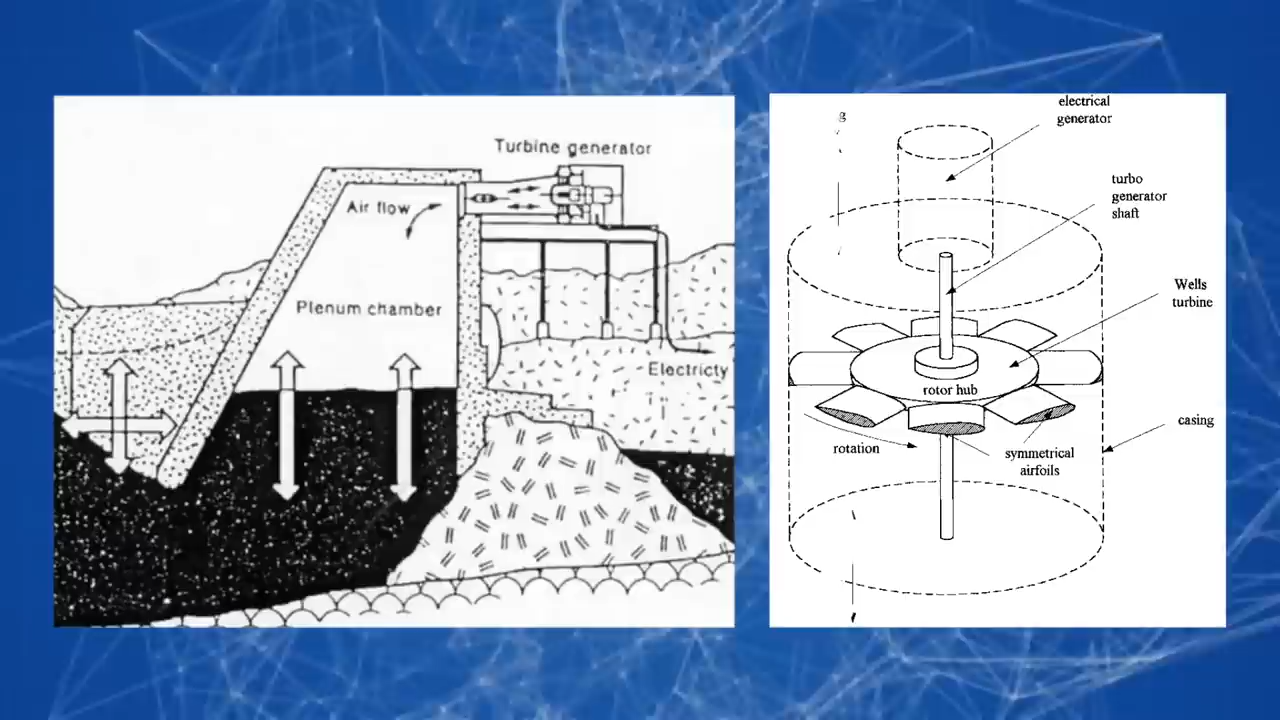 Turbine generator
Air flow
Plenum chamber
Electricty
g
electrical
generator
turbo
generator
shaft
Wells
turbine
rotor hub
casing
rotation
symmetrical
airfoils